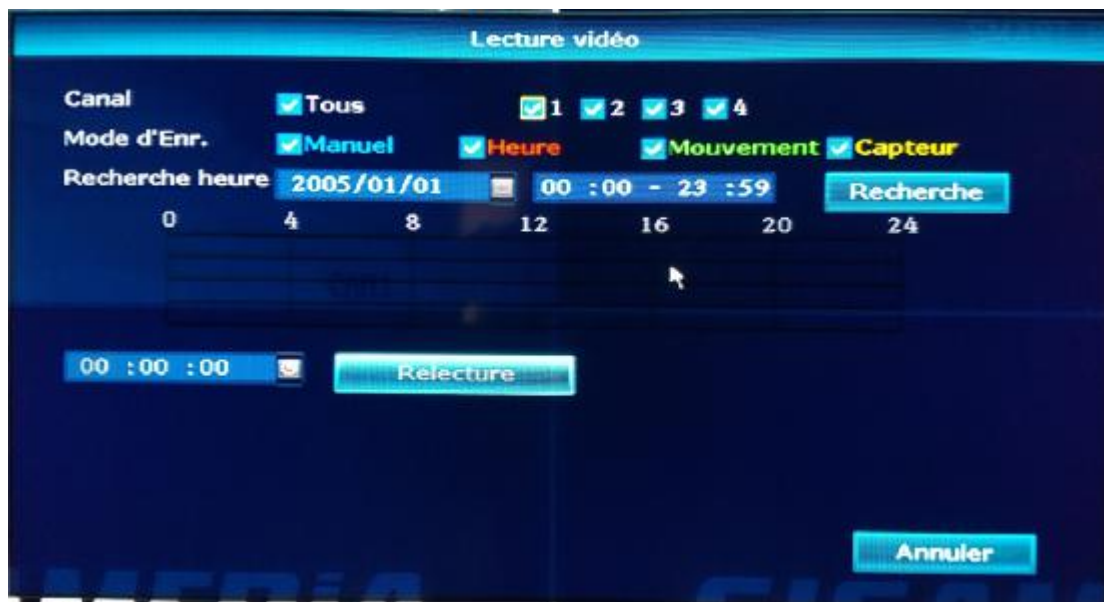 Lecture vidéo
Canal Tous 1 2 3 4
Mode d'Enr. Manuel Heure Mouvement Capteur
Recherche heure 2005/01/01 00 :00 - 23 :59 Recherche
0 4 8 12 16 20 24
00 :00 :00 Relecture
Annuler